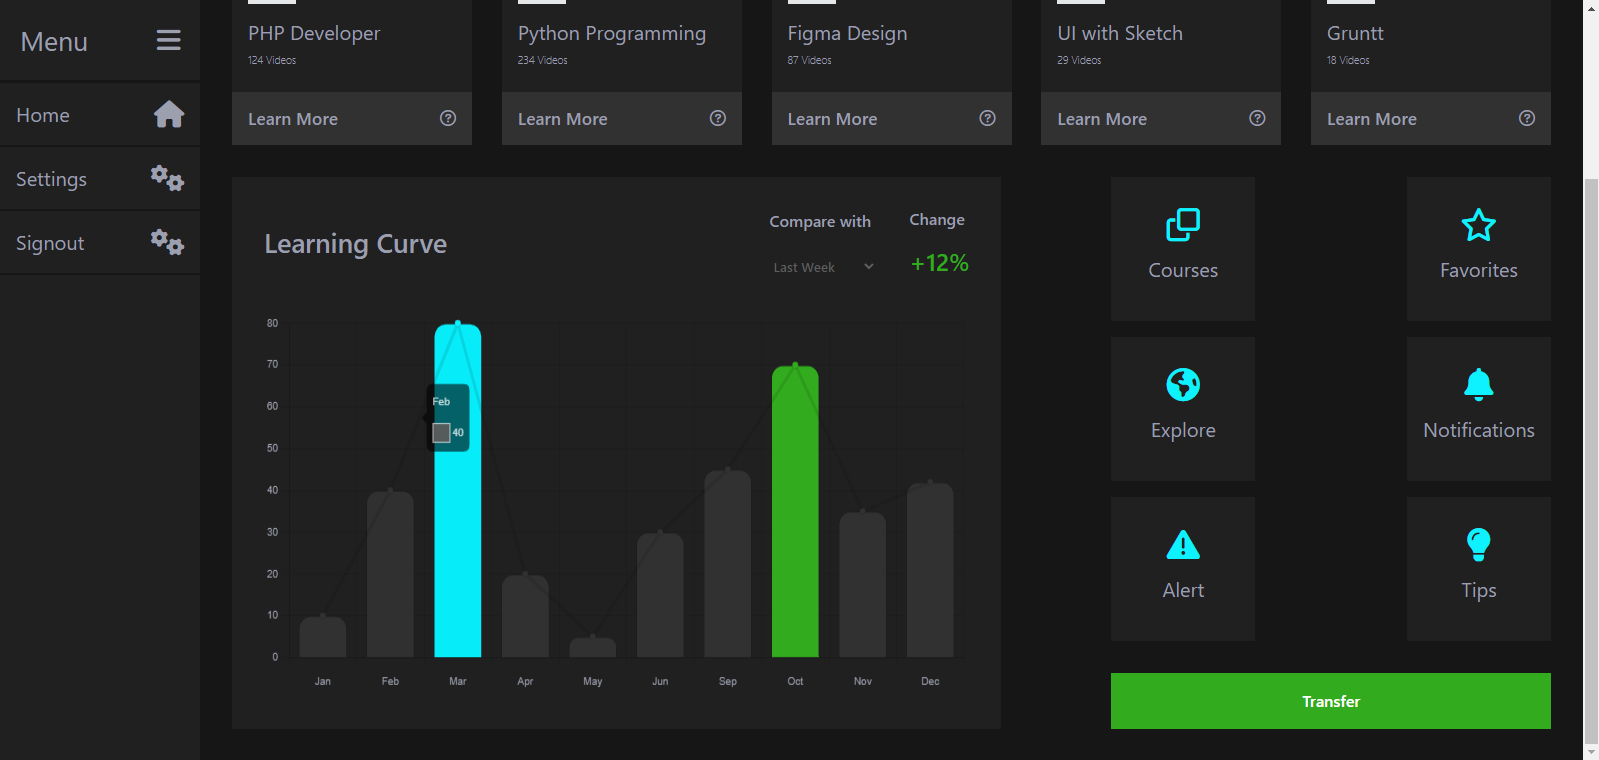 Menu
Home
Settings
Signout
PHP Developer
124 Videos
Learn More
Python Programming
234 Videos
Learn More
Figma Design
87 Videos
Learn More
UI with Sketch
29 Videos
Learn More
Gruntt
18 Videos
Learn More
Learning Curve
Compare with
Last Week
Change
+12%
80
70
60
50
40
30
20
10
0
Feb
40
Jan Feb Mar Apr May Jun Sep Oct Nov Dec
Courses
Favorites
Explore
Notifications
Alert
Tips
Transfer